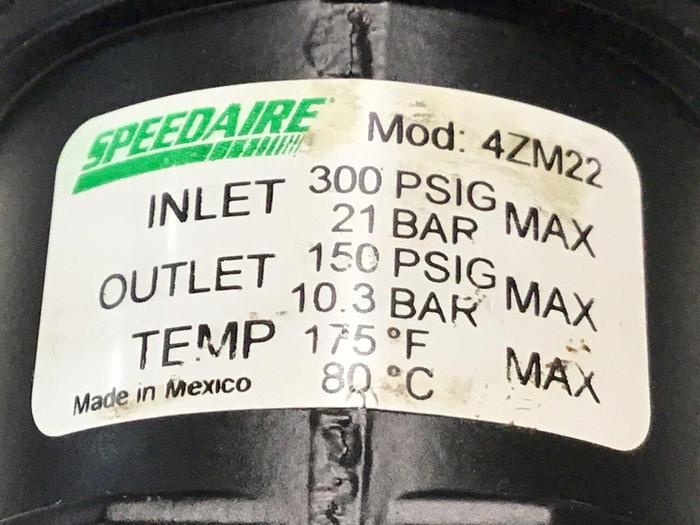 SPEEDAIRE® Mod: 4ZM22
INLET 300 PSIG MAX
21 BAR
OUTLET 150 PSIG MAX
10.3 BAR
TEMP 175 °F MAX
80 °C
Made in Mexico